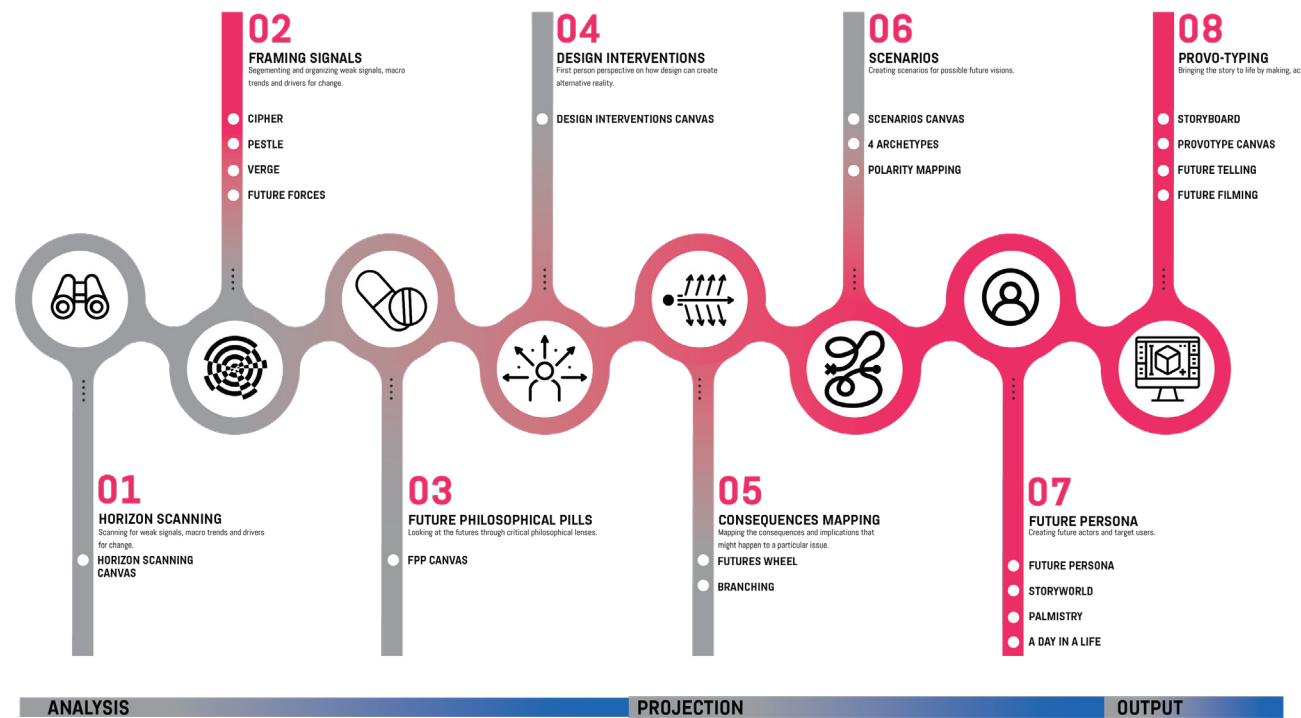 02
FRAMING SIGNALS
Segementing and organizing weak signals, macro
trends and drivers for change.
CIPHER
PESTLE
VERGE
FUTURE FORCES
04
DESIGN INTERVENTIONS
First person perspective on how design can create
alternative reality.
DESIGN INTERVENTIONS CANVAS
06
SCENARIOS
Creating scenarios for possible future visions.
SCENARIOS CANVAS
4 ARCHETYPES
POLARITY MAPPING
08
PROVO-TYPING
Bringing the story to life by making, ac
STORYBOARD
PROVOTYPE CANVAS
FUTURE TELLING
FUTURE FILMING
01
HORIZON SCANNING
Scanning for weak signals, macro trends and drivers
for change.
HORIZON SCANNING
CANVAS
03
FUTURE PHILOSOPHICAL PILLS
Looking at the futures through critical philosophical lenses.
FPP CANVAS
05
CONSEQUENCES MAPPING
Mapping the consequences and implications that
might happen to a particular issue.
FUTURES WHEEL
BRANCHING
07
FUTURE PERSONA
Creating future actors and target users.
FUTURE PERSONA
STORYWORLD
PALMISTRY
A DAY IN A LIFE
ANALYSIS
PROJECTION
OUTPUT